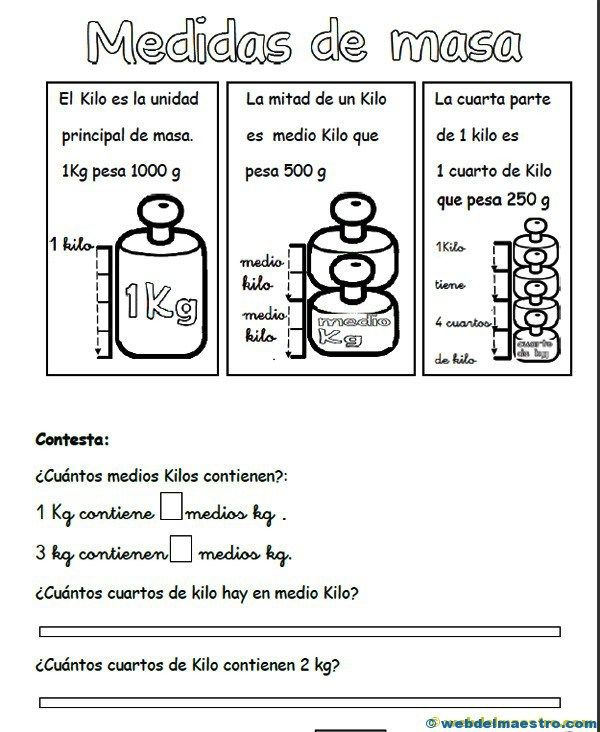 Medidas de masa
El Kilo es la unidad
principal de masa.
1Kg pesa 1000 g
1 kilo
1Kg
La mitad de un Kilo
es medio Kilo que
pesa 500 g
medio
kilo
medio
kilo
medio
Kg
La cuarta parte
de 1 kilo es
1 cuarto de Kilo
que pesa 250 g
1Kilo
tiene
4 cuartos
de kilo
cuarto
de kg
Contesta:
¿Cuántos medios Kilos contienen?:
1 Kg contiene medios kg .
3 kg contienen medios kg.
¿Cuántos cuartos de kilo hay en medio Kilo?
¿Cuántos cuartos de Kilo contienen 2 kg?
© webdelmaestro.com